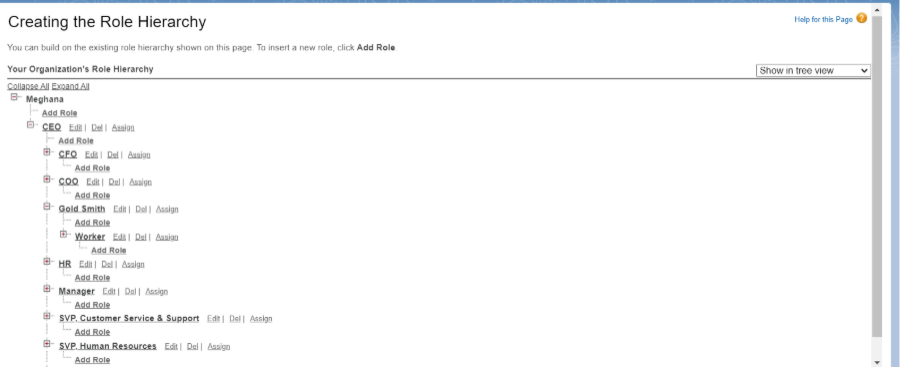 Creating the Role Hierarchy
Help for this Page
You can build on the existing role hierarchy shown on this page. To insert a new role, click Add Role
Your Organization's Role Hierarchy
Show in tree view
Collapse All Expand All
Meghana
Add Role
CEO Edit | Del | Assign
Add Role
CFO Edit | Del | Assign
Add Role
COO Edit | Del | Assign
Add Role
Gold Smith Edit | Del | Assign
Add Role
Worker Edit | Del | Assign
Add Role
HR Edit | Del | Assign
Add Role
Manager Edit | Del | Assign
Add Role
SVP, Customer Service & Support Edit | Del | Assign
Add Role
SVP, Human Resources Edit | Del | Assign
Add Role